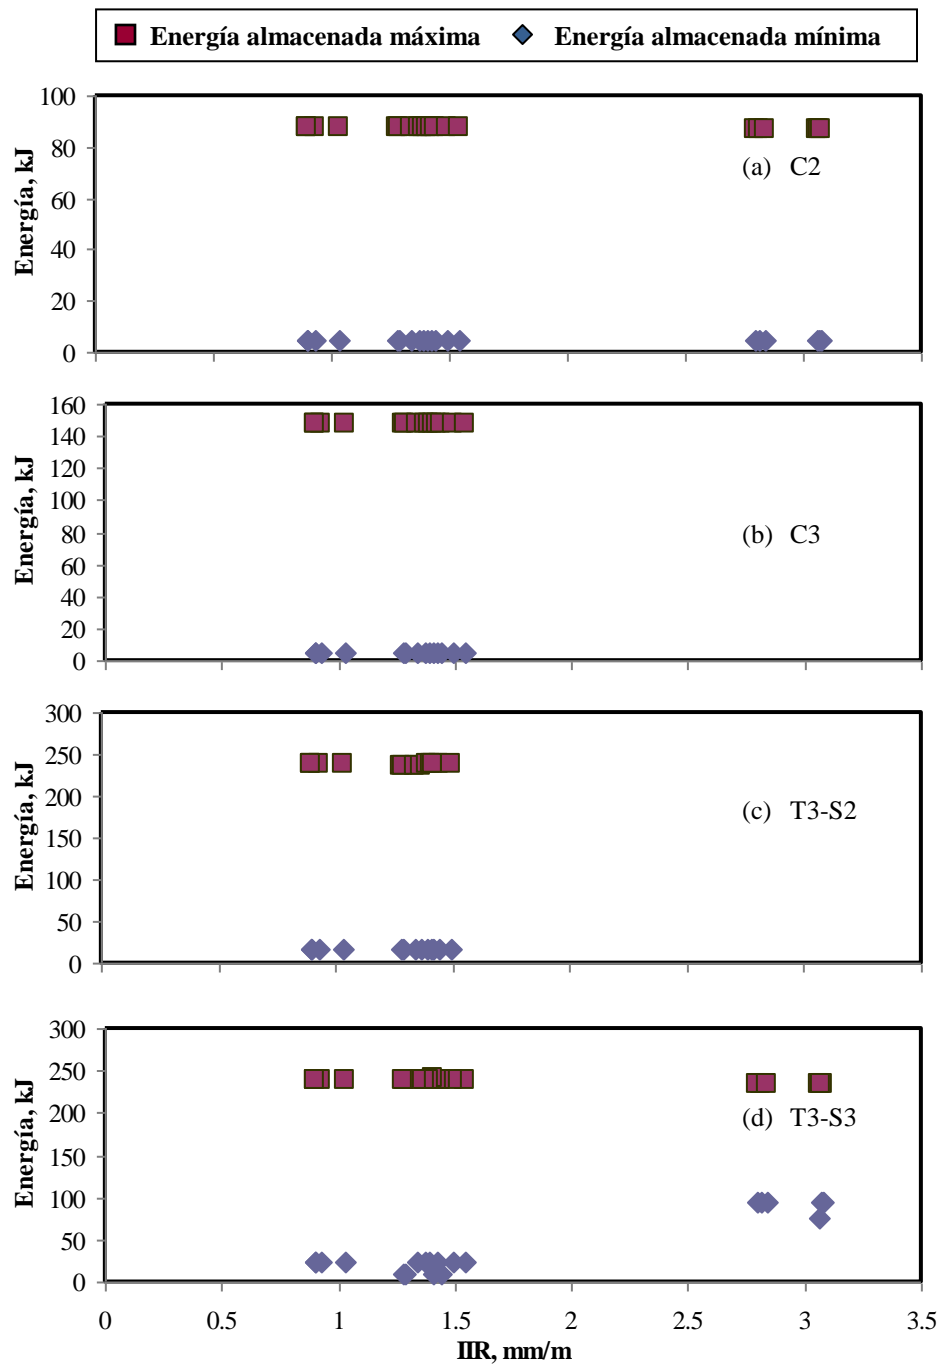 Energía almacenada máxima Energía almacenada mínima
100
80
60
40
20
0
Energía, kJ
(a) C2
160
140
120
100
80
60
40
20
0
Energía, kJ
(b) C3
300
250
200
150
100
50
0
Energía, kJ
(c) T3-S2
300
250
200
150
100
50
0
Energía, kJ
(d) T3-S3
0 0.5 1 1.5 2 2.5 3 3.5
IIR, mm/m